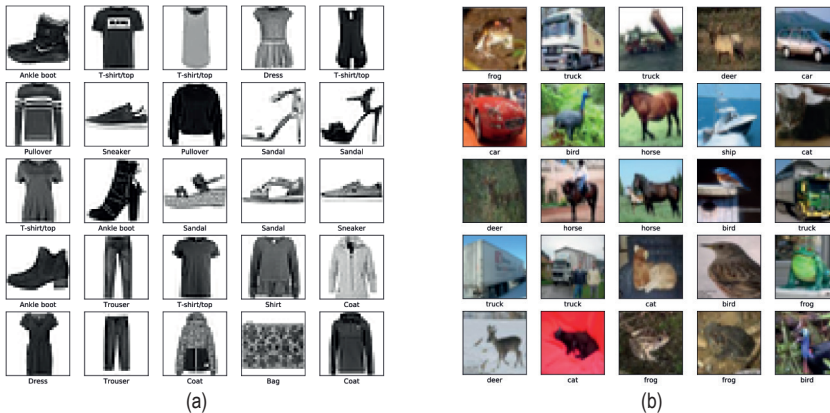 Ankle boot T-shirt/top T-shirt/top Dress T-shirt/top
Pullover Sneaker Pullover Sandal Sandal
T-shirt/top Ankle boot Sandal Sandal Sneaker
Ankle boot Trouser T-shirt/top Shirt Coat
Dress Trouser Coat Bag Coat
(a)
frog truck truck deer car
car bird horse ship cat
deer horse horse bird truck
truck truck cat bird frog
deer cat frog frog bird
(b)